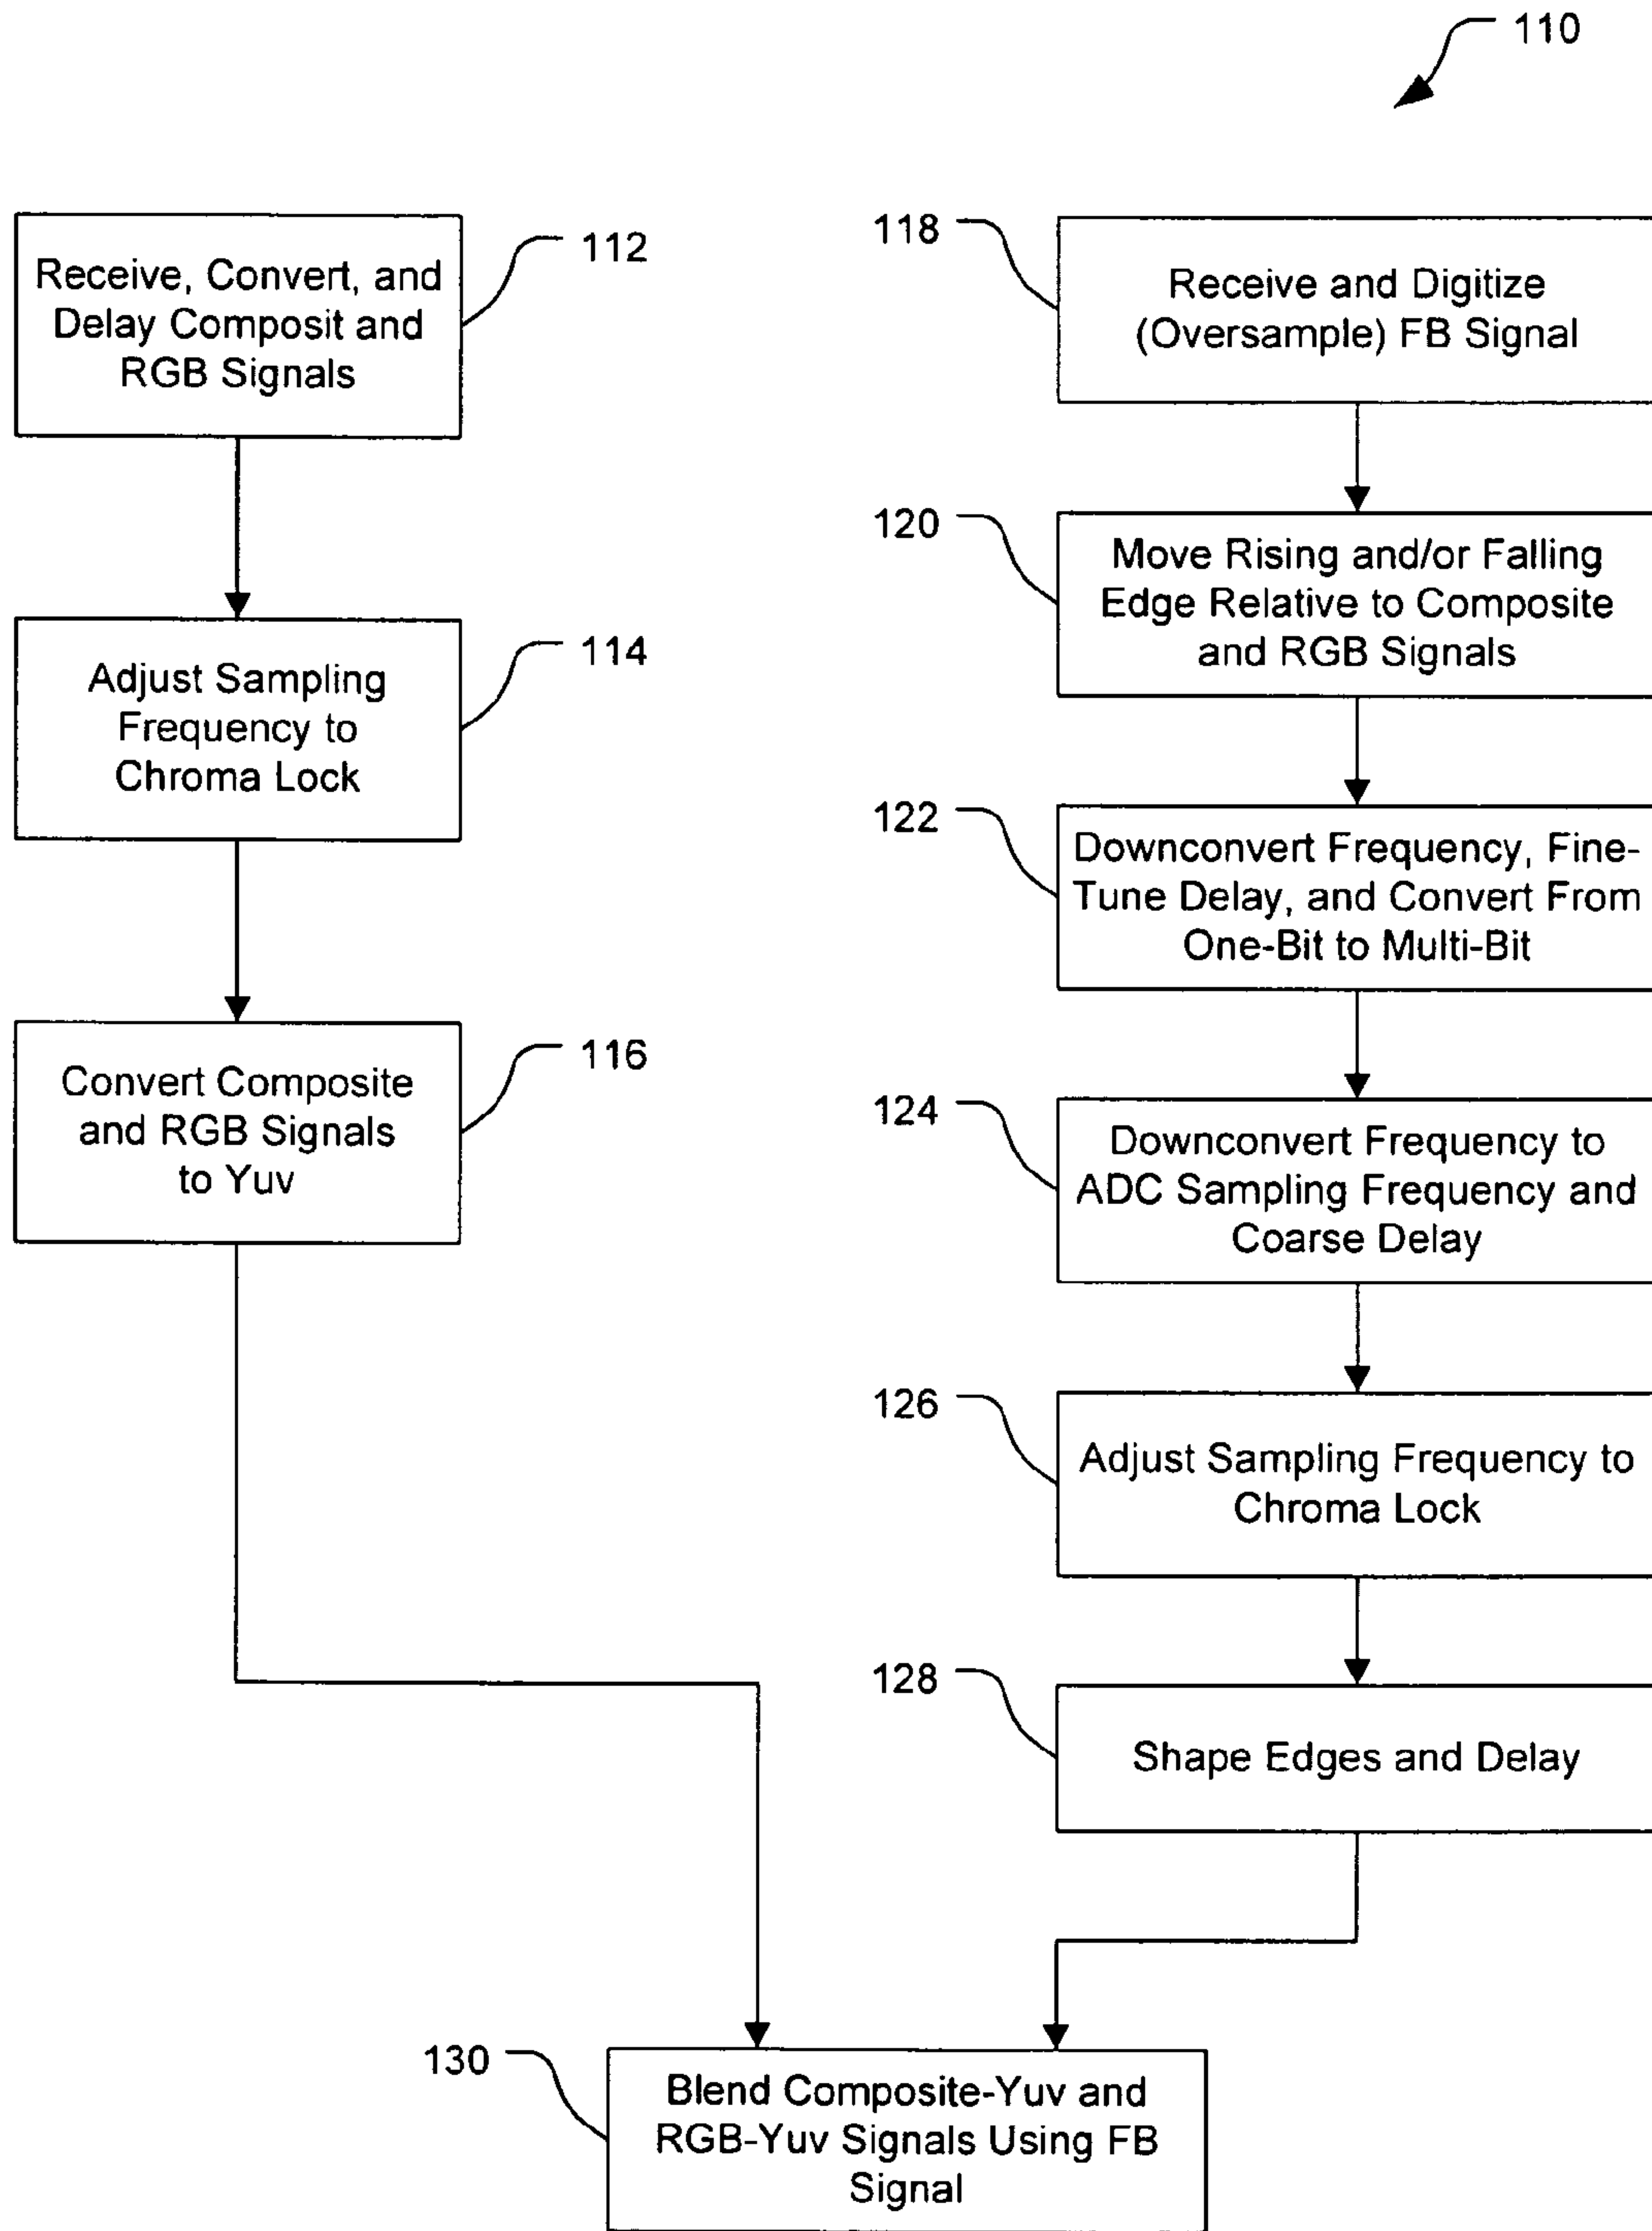 110
112
Receive, Convert, and
Delay Composit and
RGB Signals
114
Adjust Sampling
Frequency to
Chroma Lock
116
Convert Composite
and RGB Signals
to Yuv
118
Receive and Digitize
(Oversample) FB Signal
120
Move Rising and/or Falling
Edge Relative to Composite
and RGB Signals
122
Downconvert Frequency, Fine-
Tune Delay, and Convert From
One-Bit to Multi-Bit
124
Downconvert Frequency to
ADC Sampling Frequency and
Coarse Delay
126
Adjust Sampling Frequency to
Chroma Lock
128
Shape Edges and Delay
130
Blend Composite-Yuv and
RGB-Yuv Signals Using FB
Signal